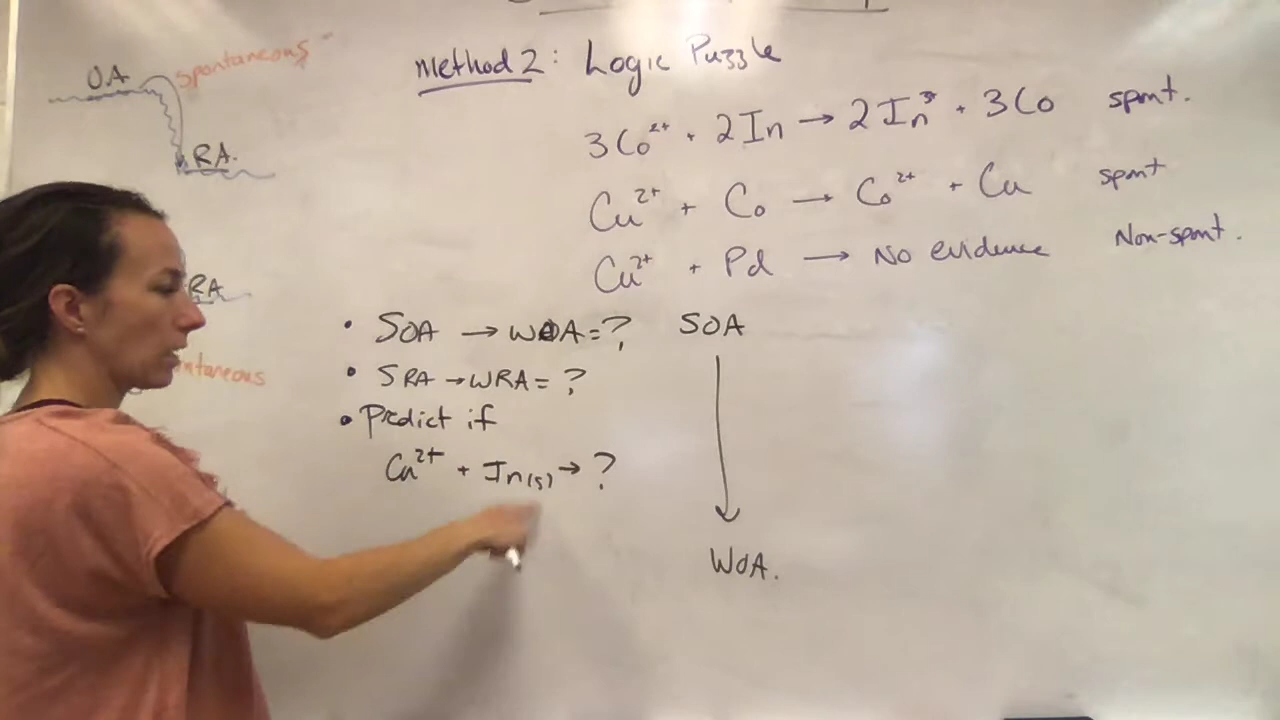 OA
spontaneous
RA.
RA
ntaneous
Method 2: Logic Puzzle
3Co²⁺ + 2In → 2In³⁺ + 3Co spont.
Cu²⁺ + Co → Co²⁺ + Cu spont
Cu²⁺ + Pd → No evidence Non-spont.
• SOA → WOA = ?
• SRA → WRA = ?
• Predict if
Cu²⁺ + In(s) → ?
SOA
WOA.